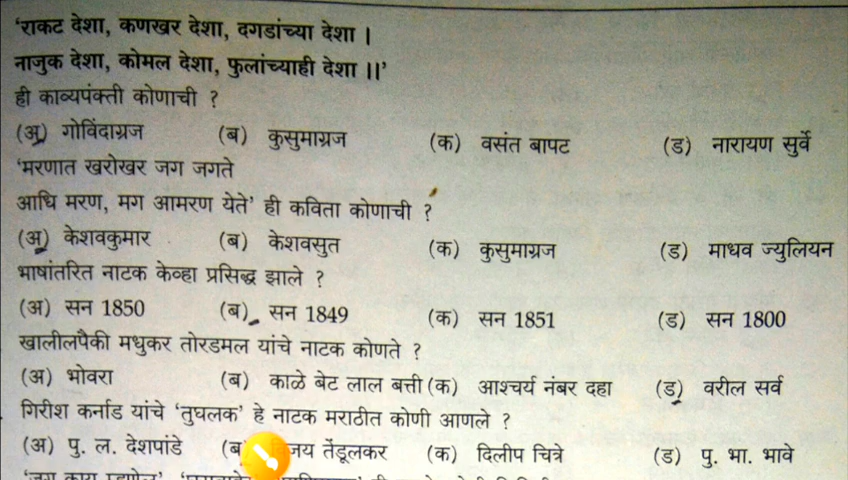 ‘राकट देशा, कणखर देशा, दगडांच्या देशा ।
नाजुक देशा, कोमल देशा, फुलांच्याही देशा ।।’
ही काव्यपंक्ती कोणाची ?
(अ) गोविंदाग्रज (ब) कुसुमाग्रज (क) वसंत बापट (ड) नारायण सुर्वे
‘मरणात खरोखर जग जगते
आधि मरण, मग आमरण येते’ ही कविता कोणाची ?
(अ) केशवकुमार (ब) केशवसुत (क) कुसुमाग्रज (ड) माधव ज्युलियन
भाषांतरित नाटक केव्हा प्रसिद्ध झाले ?
(अ) सन 1850 (ब) सन 1849 (क) सन 1851 (ड) सन 1800
खालीलपैकी मधुकर तोरडमल यांचे नाटक कोणते ?
(अ) भोवरा (ब) काळे बेट लाल बत्ती (क) आश्चर्य नंबर दहा (ड) वरील सर्व
गिरीश कर्नाड यांचे ‘तुघलक’ हे नाटक मराठीत कोणी आणले ?
(अ) पु. ल. देशपांडे (ब तेंडूलकर (क) दिलीप चित्रे (ड) पु. भा. भावे